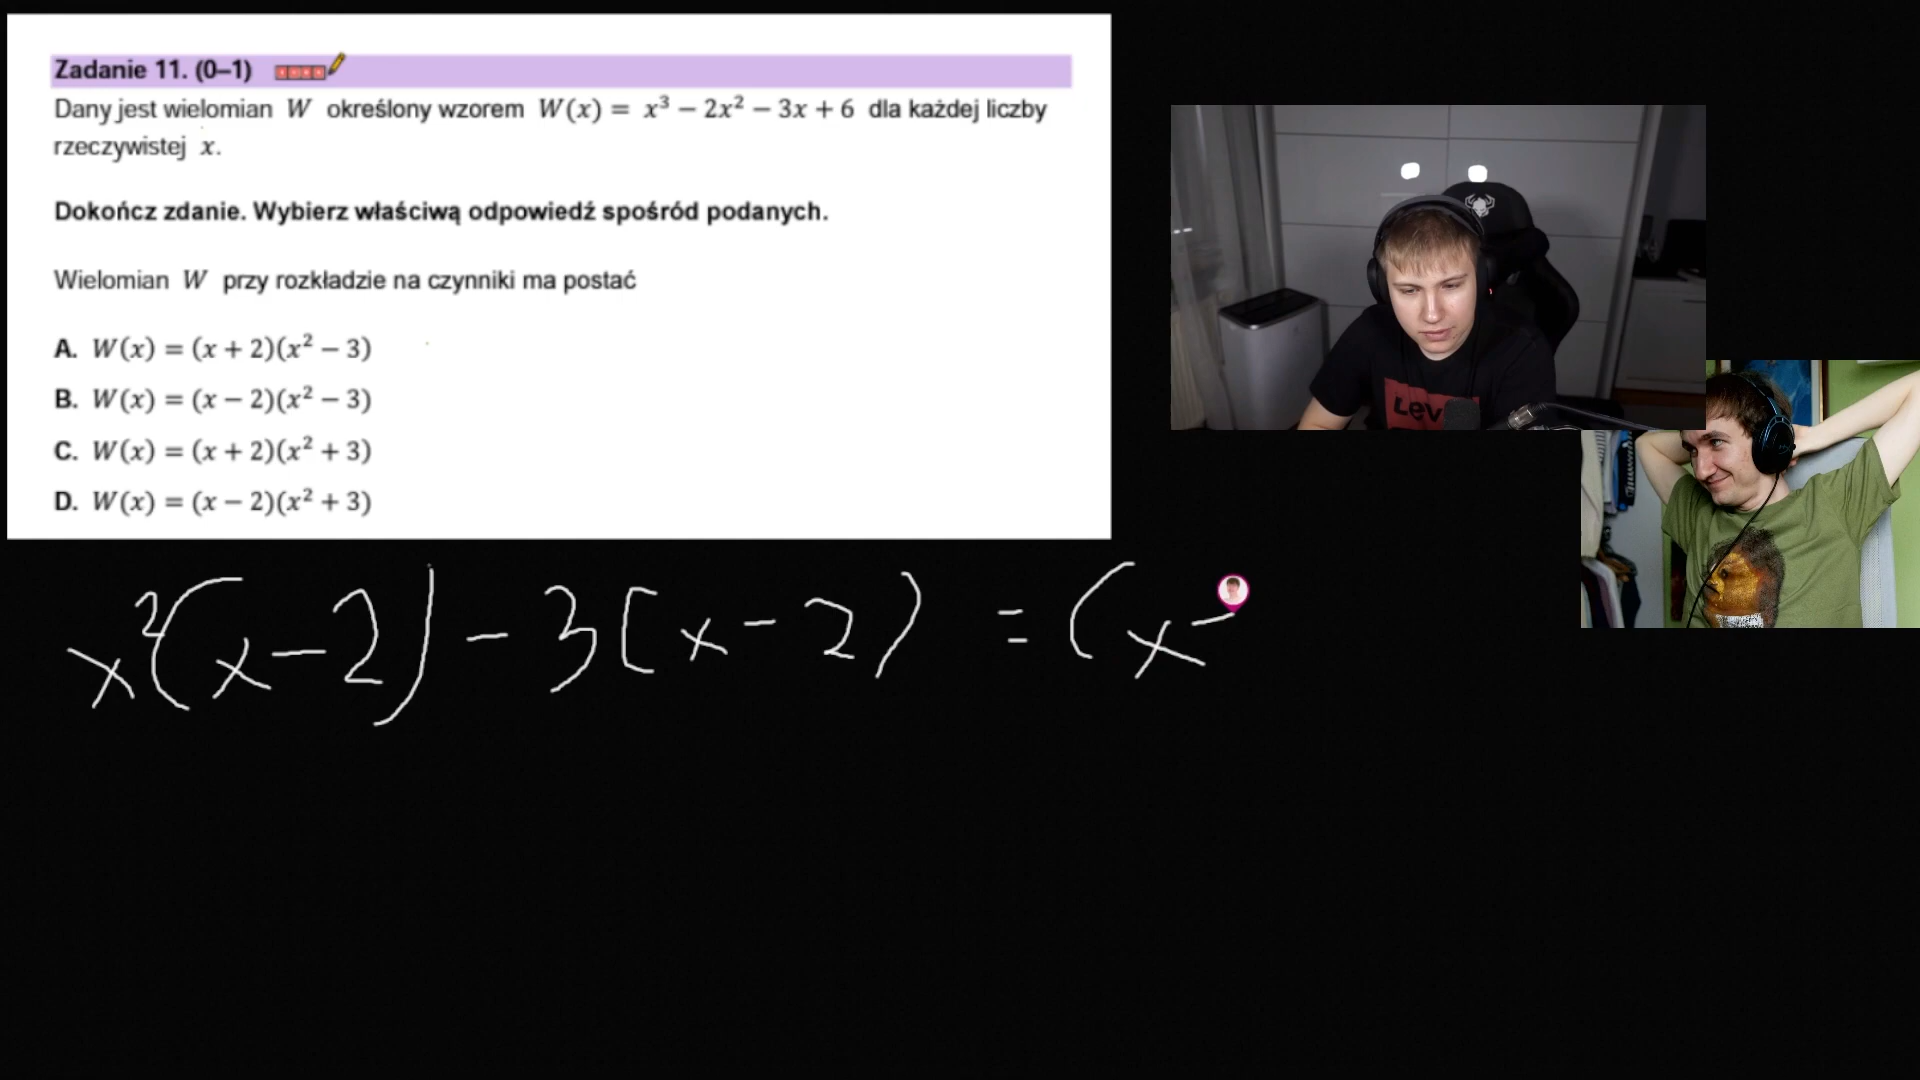 Zadanie 11. (0–1)
Dany jest wielomian W określony wzorem W(x) = x³ − 2x² − 3x + 6 dla każdej liczby
rzeczywistej x.
Dokończ zdanie. Wybierz właściwą odpowiedź spośród podanych.
Wielomian W przy rozkładzie na czynniki ma postać
A. W(x) = (x + 2)(x² − 3)
B. W(x) = (x − 2)(x² − 3)
C. W(x) = (x + 2)(x² + 3)
D. W(x) = (x − 2)(x² + 3)
x²(x−2) − 3(x−2) = (x−
Lev